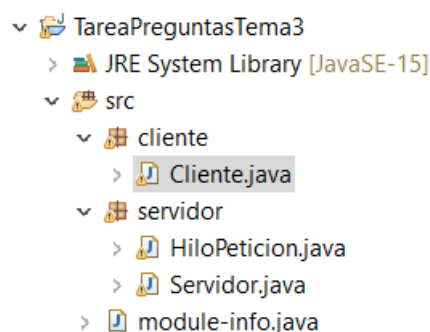 TareaPreguntasTema3
JRE System Library [JavaSE-15]
src
cliente
Cliente.java
servidor
HiloPeticion.java
Servidor.java
module-info.java